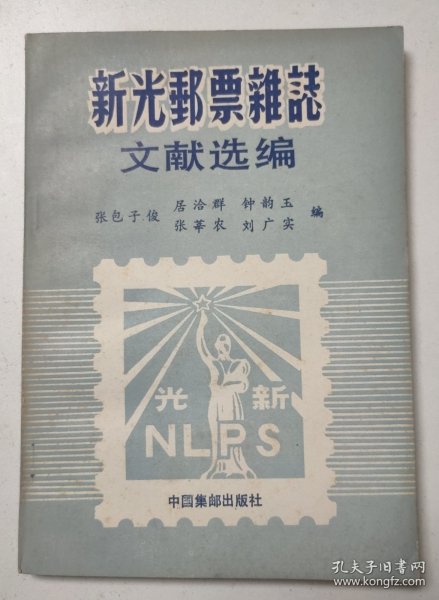 新光郵票雜誌
文献选编
张包子俊 居洽群 钟韵玉 编
张莘农 刘广实
光 新
NLPS
中国集邮出版社
孔夫子旧书网
book.kongfz.com